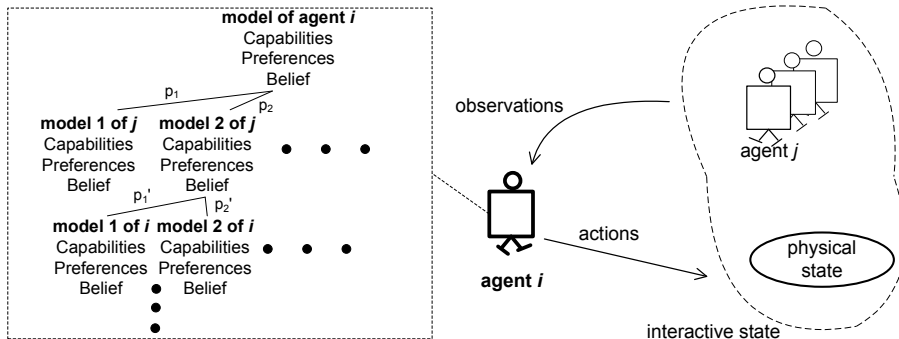 model of agent i
Capabilities
Preferences
Belief
p1
p2
model 1 of j
Capabilities
Preferences
Belief
model 2 of j
Capabilities
Preferences
Belief
p1'
p2'
model 1 of i
Capabilities
Preferences
Belief
model 2 of i
Capabilities
Preferences
Belief
observations
agent i
actions
agent j
physical
state
interactive state